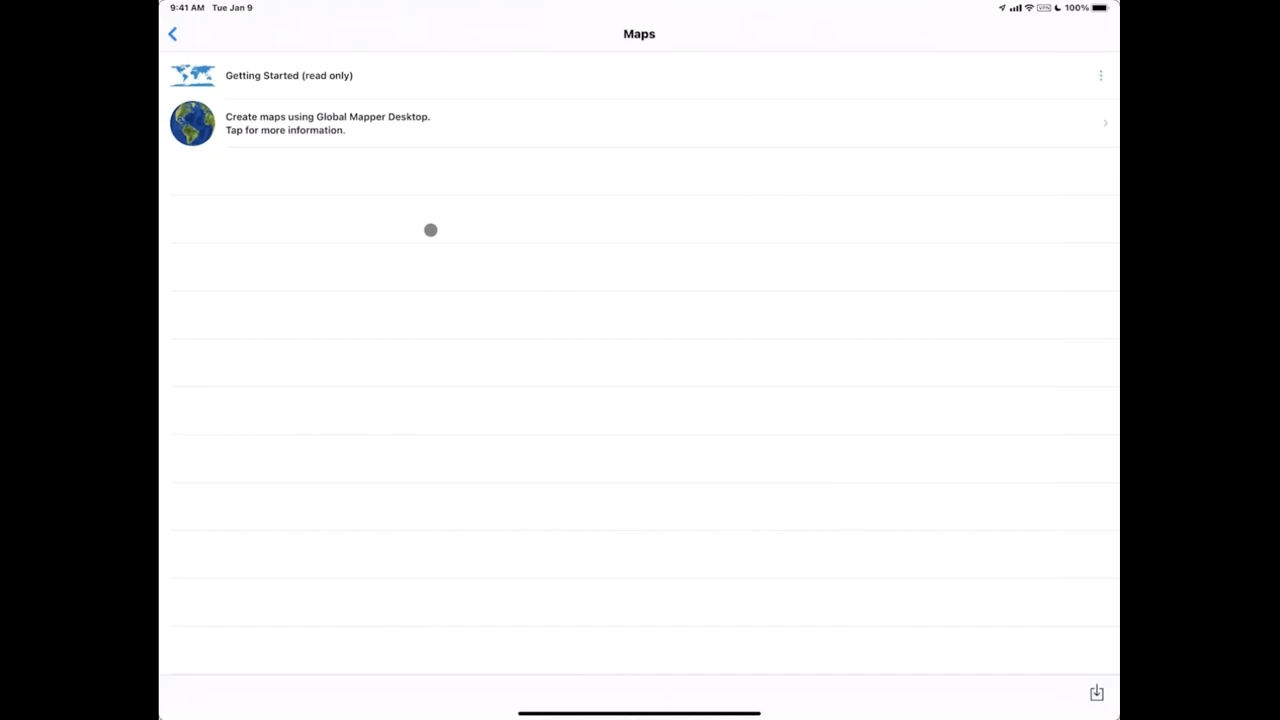 9:41 AM Tue Jan 9
VPN
100%
Maps
Getting Started (read only)
Create maps using Global Mapper Desktop.
Tap for more information.